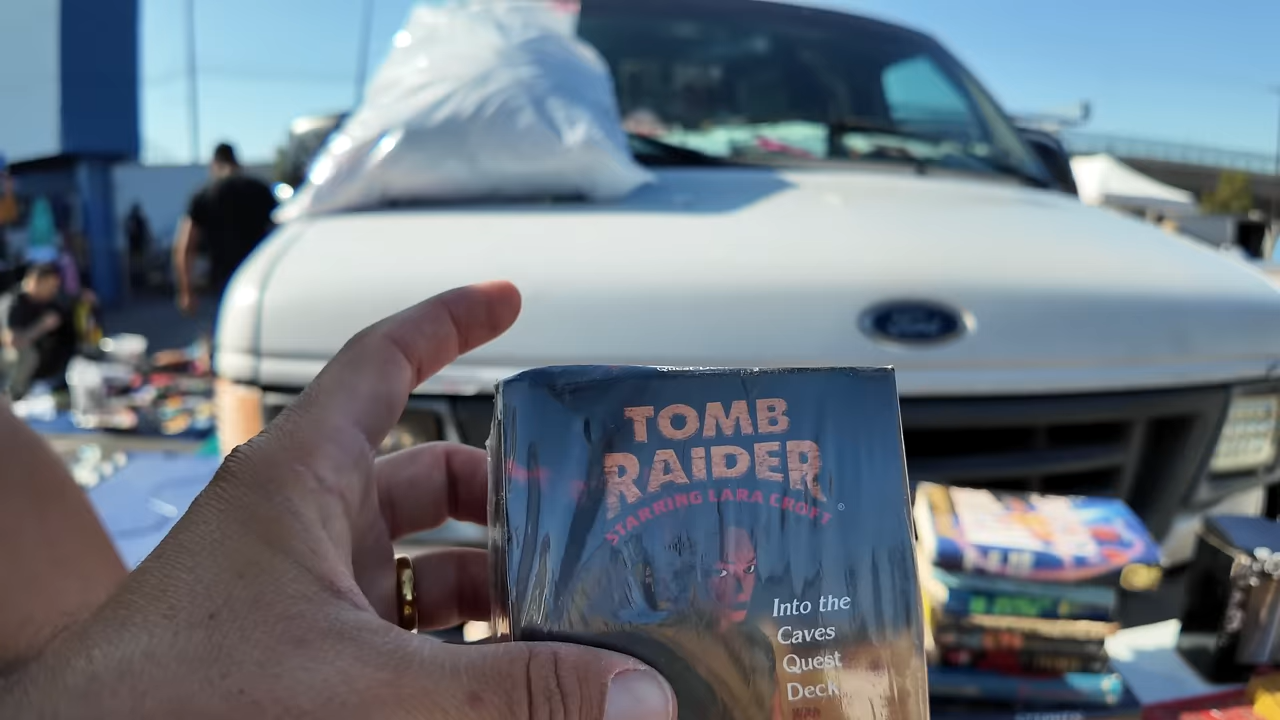 TOMB
RAIDER
STARRING LARA CROFT
®
Into the
Caves
Quest
Deck
Ford